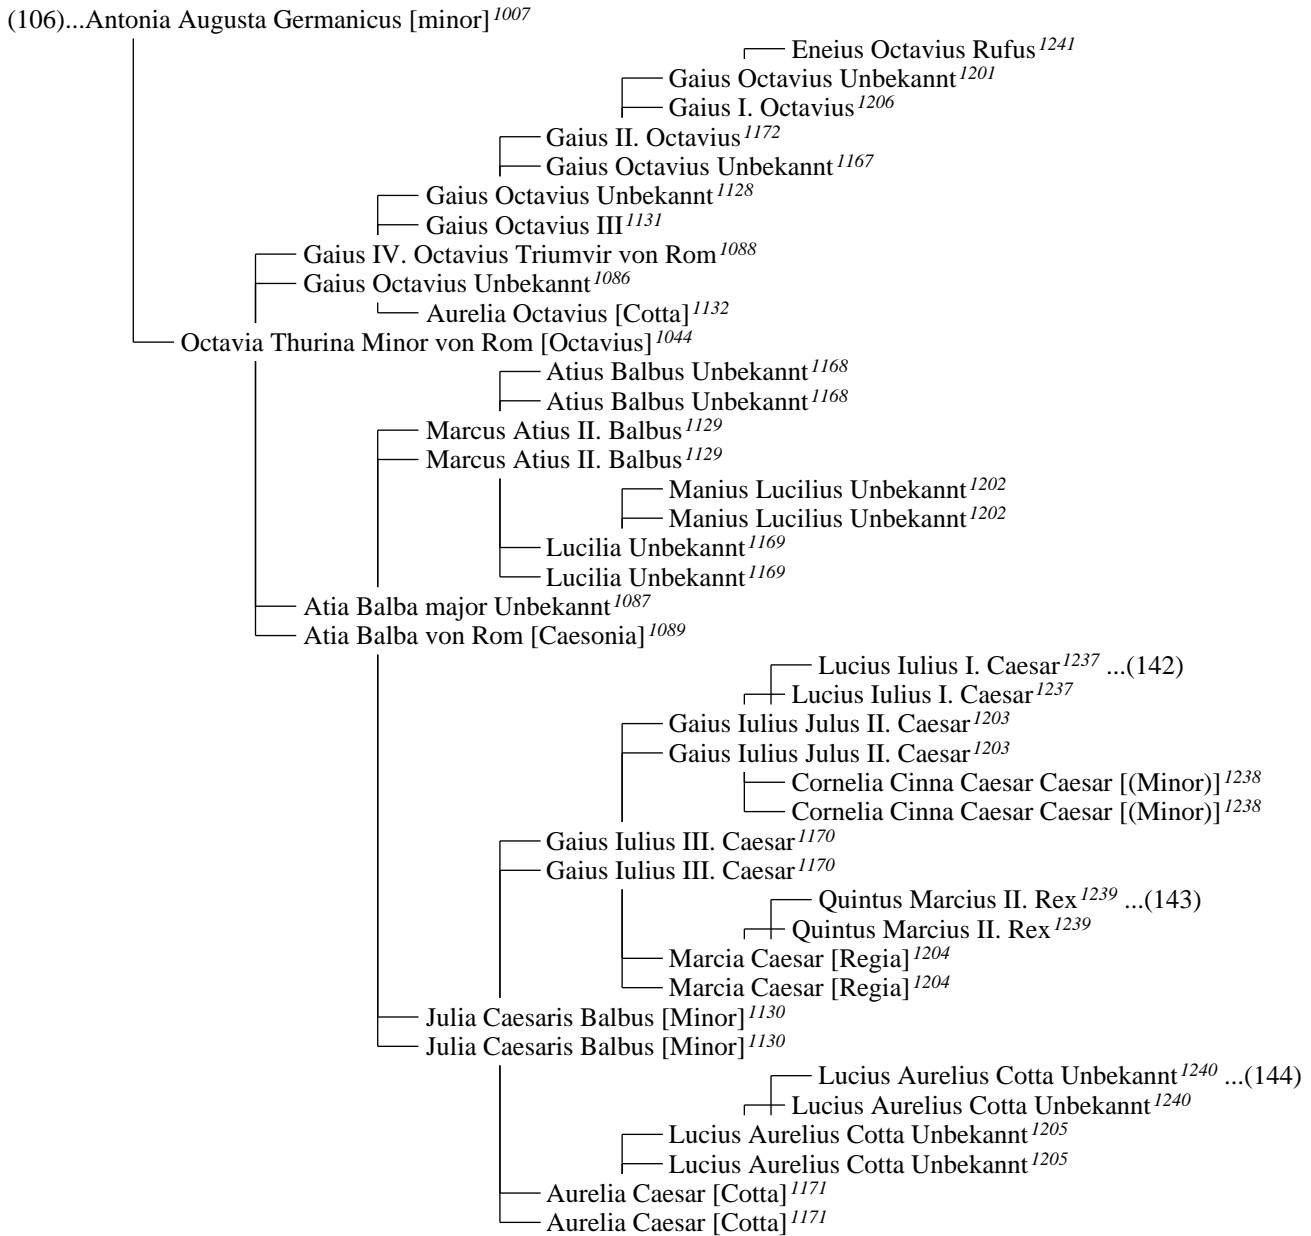 (106)...Antonia Augusta Germanicus [minor]1007
Eneius Octavius Rufus1241
Gaius Octavius Unbekannt1201
Gaius I. Octavius1206
Gaius II. Octavius1172
Gaius Octavius Unbekannt1167
Gaius Octavius Unbekannt1128
Gaius Octavius III1131
Gaius IV. Octavius Triumvir von Rom1088
Gaius Octavius Unbekannt1086
Aurelia Octavius [Cotta]1132
Octavia Thurina Minor von Rom [Octavius]1044
Atius Balbus Unbekannt1168
Atius Balbus Unbekannt1168
Marcus Atius II. Balbus1129
Marcus Atius II. Balbus1129
Manius Lucilius Unbekannt1202
Manius Lucilius Unbekannt1202
Lucilia Unbekannt1169
Lucilia Unbekannt1169
Atia Balba major Unbekannt1087
Atia Balba von Rom [Caesonia]1089
Lucius Iulius I. Caesar1237 ...(142)
Lucius Iulius I. Caesar1237
Gaius Iulius Julus II. Caesar1203
Gaius Iulius Julus II. Caesar1203
Cornelia Cinna Caesar Caesar [(Minor)]1238
Cornelia Cinna Caesar Caesar [(Minor)]1238
Gaius Iulius III. Caesar1170
Gaius Iulius III. Caesar1170
Quintus Marcius II. Rex1239 ...(143)
Quintus Marcius II. Rex1239
Marcia Caesar [Regia]1204
Marcia Caesar [Regia]1204
Julia Caesaris Balbus [Minor]1130
Julia Caesaris Balbus [Minor]1130
Lucius Aurelius Cotta Unbekannt1240 ...(144)
Lucius Aurelius Cotta Unbekannt1240
Lucius Aurelius Cotta Unbekannt1205
Lucius Aurelius Cotta Unbekannt1205
Aurelia Caesar [Cotta]1171
Aurelia Caesar [Cotta]1171